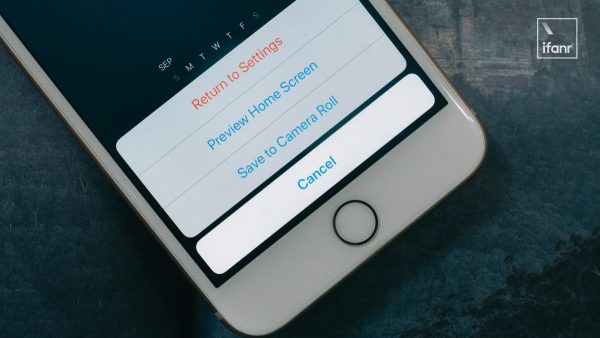 ifanr
SEP
S M T W T F S
Return to Settings
Preview Home Screen
Save to Camera Roll
Cancel